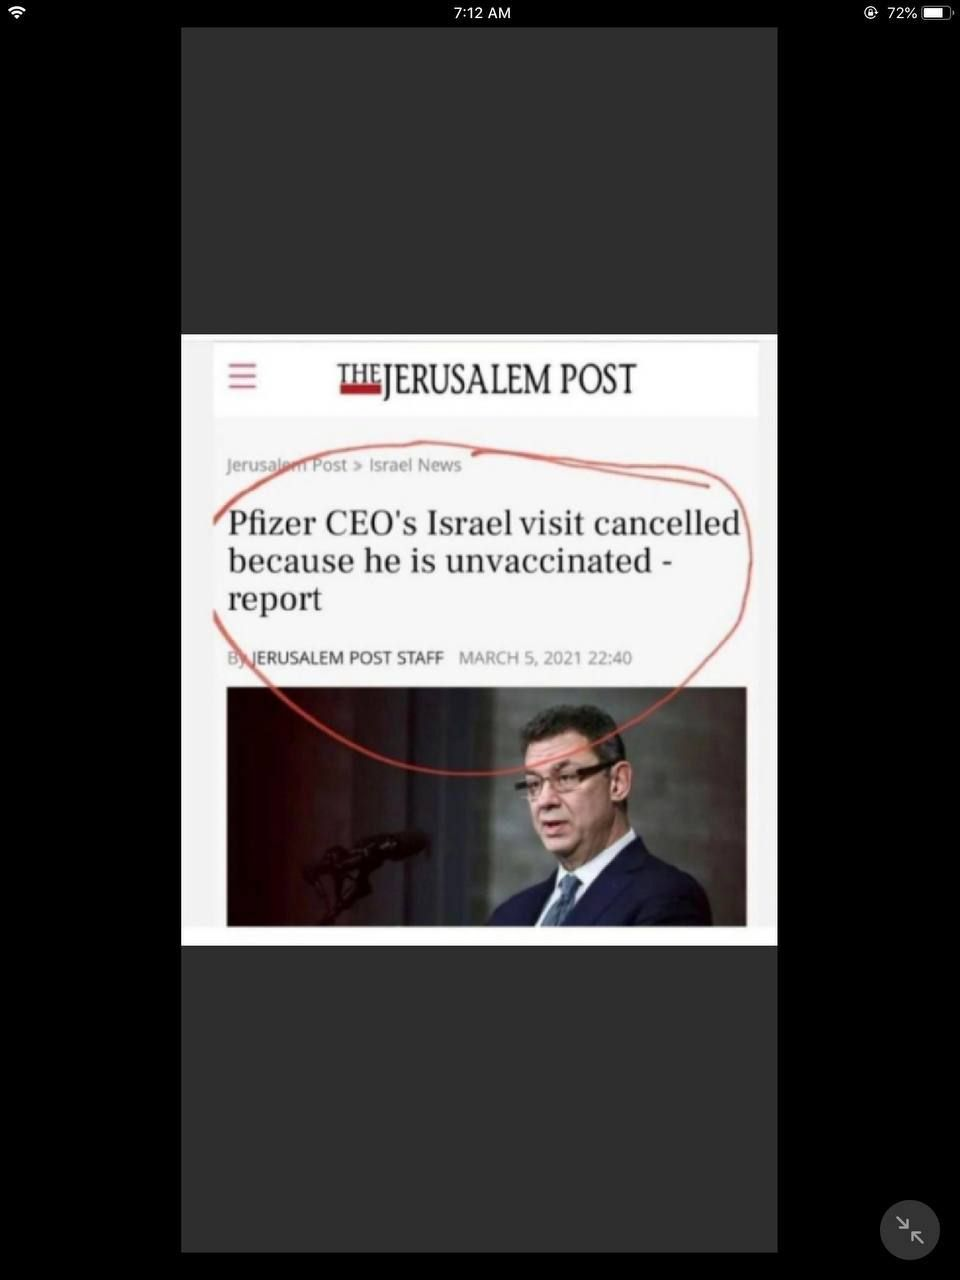 7:12 AM
72%
THE JERUSALEM POST
Jerusalem Post > Israel News
Pfizer CEO's Israel visit cancelled
because he is unvaccinated -
report
By JERUSALEM POST STAFF MARCH 5, 2021 22:40